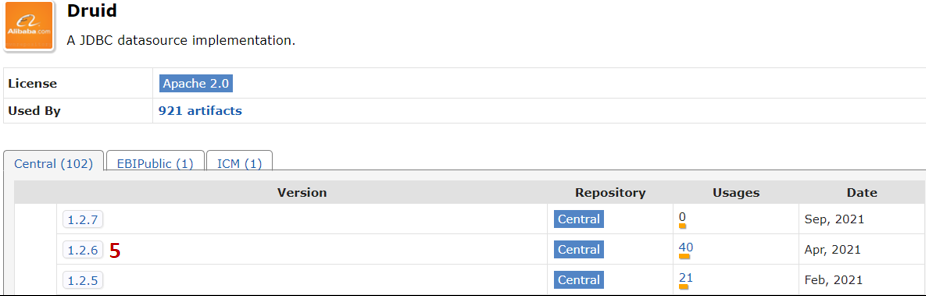 Druid
Alibaba.com
A JDBC datasource implementation.
License Apache 2.0
Used By 921 artifacts
Central (102) EBIPublic (1) ICM (1)
Version Repository Usages Date
1.2.7 Central 0 Sep, 2021
1.2.6 5 Central 40 Apr, 2021
1.2.5 Central 21 Feb, 2021